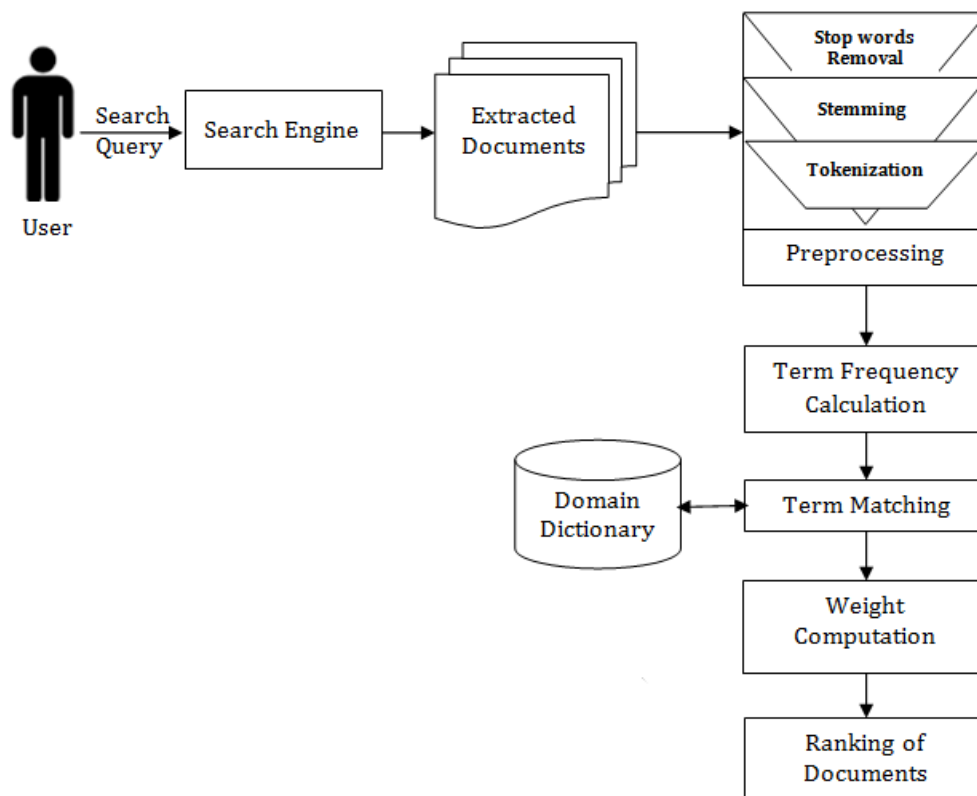 Search
Query
User
Search Engine
Extracted
Documents
Stop words
Removal
Stemming
Tokenization
Preprocessing
Term Frequency
Calculation
Domain
Dictionary
Term Matching
Weight
Computation
Ranking of
Documents